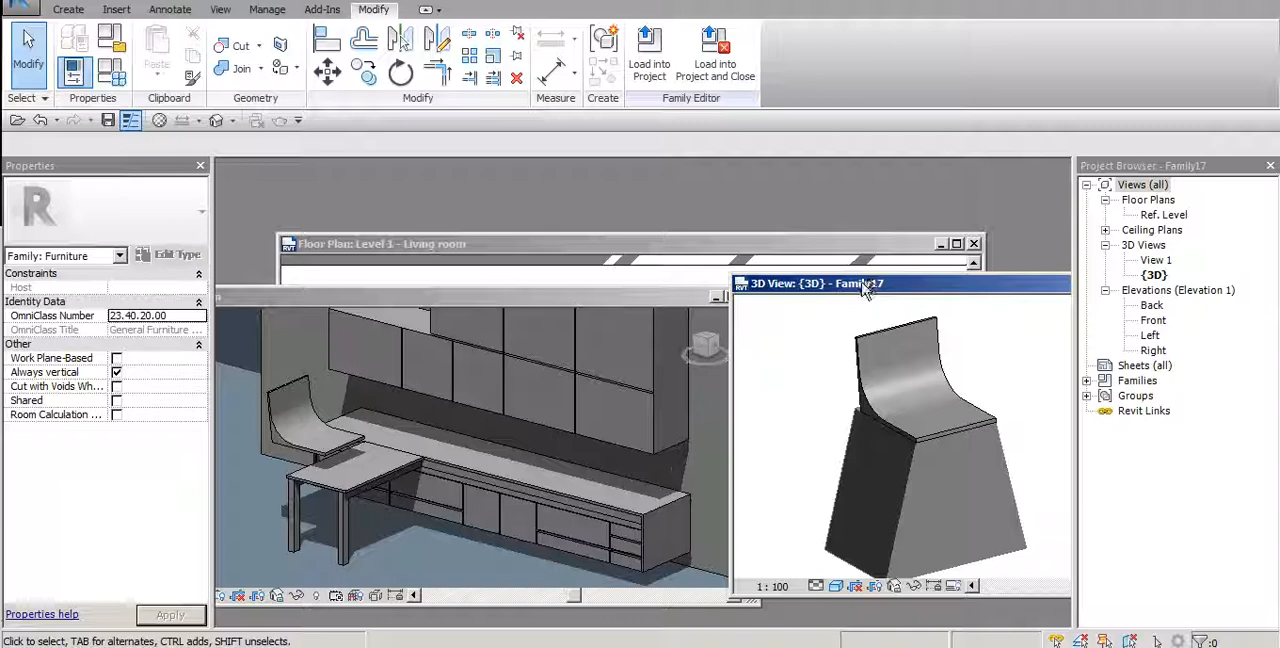 Create Insert Annotate View Manage Add-Ins Modify
Modify
Paste
Cut
Join
Load into Project
Load into Project and Close
Select Properties Clipboard Geometry Modify Measure Create Family Editor
Properties
R
Family: Furniture
Edit Type
Constraints
Host
Identity Data
OmniClass Number 23.40.20.00
OmniClass Title General Furniture ...
Other
Work Plane-Based
Always vertical
Cut with Voids Wh...
Shared
Room Calculation ...
Properties help
Apply
Floor Plan: Level 1 - Living room
3D View: {3D} - Family17
1 : 100
Project Browser - Family17
Views (all)
Floor Plans
Ref. Level
Ceiling Plans
3D Views
View 1
{3D}
Elevations (Elevation 1)
Back
Front
Left
Right
Sheets (all)
Families
Groups
Revit Links
Click to select, TAB for alternates, CTRL adds, SHIFT unselects.
:0